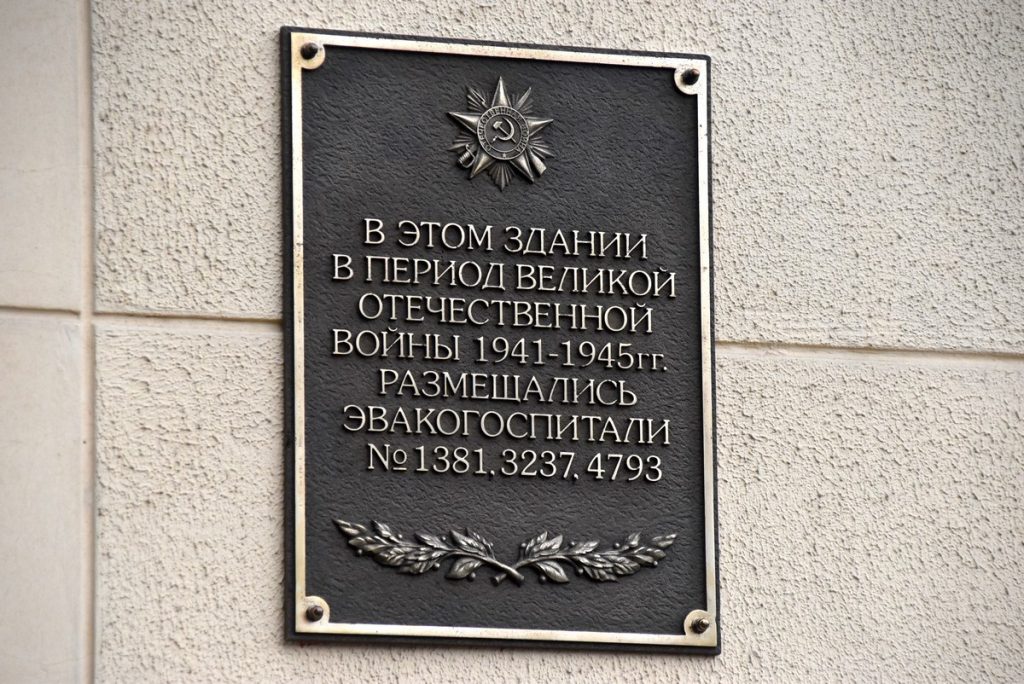 В ЭТОМ ЗДАНИИ
В ПЕРИОД ВЕЛИКОЙ
ОТЕЧЕСТВЕННОЙ
ВОЙНЫ 1941-1945гг.
РАЗМЕЩАЛИСЬ
ЭВАКОГОСПИТАЛИ
№ 1381, 3237, 4793